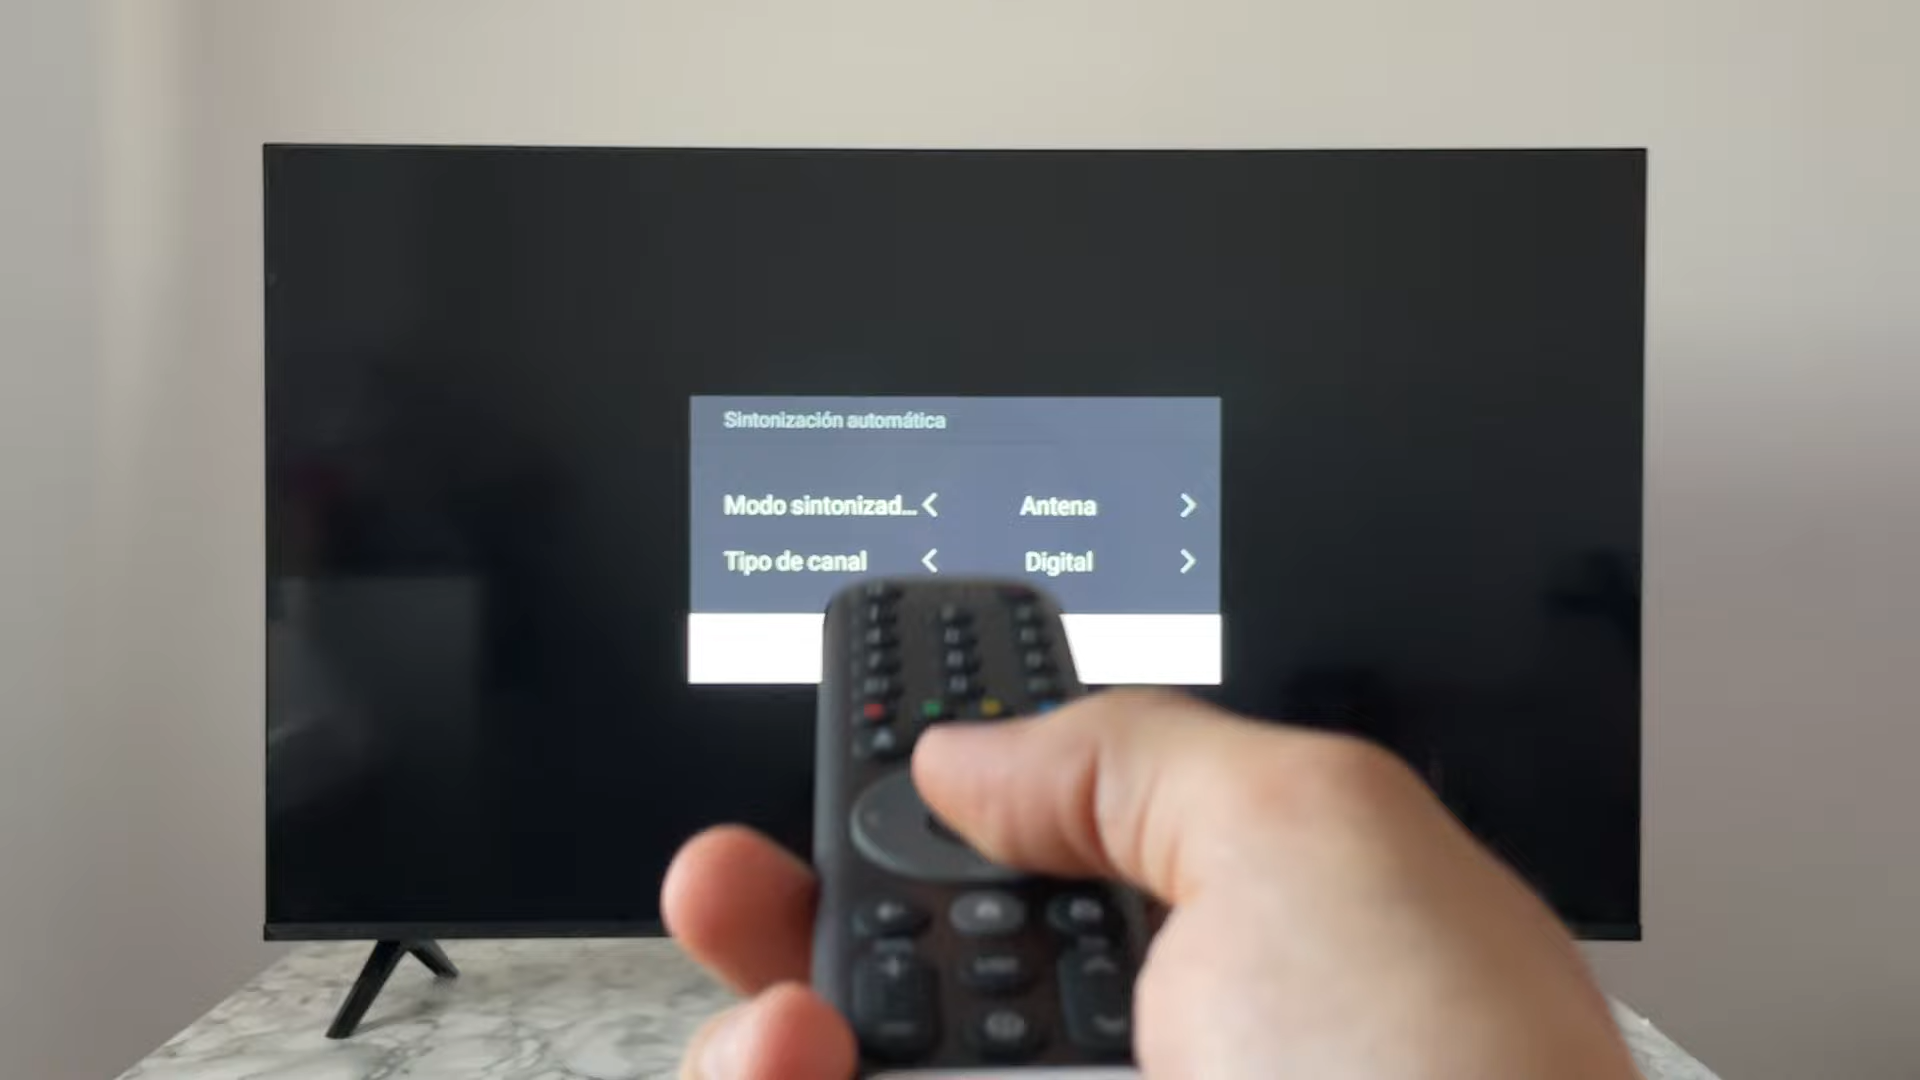 Sintonización automática
Modo sintonizad... < Antena >
Tipo de canal < Digital >